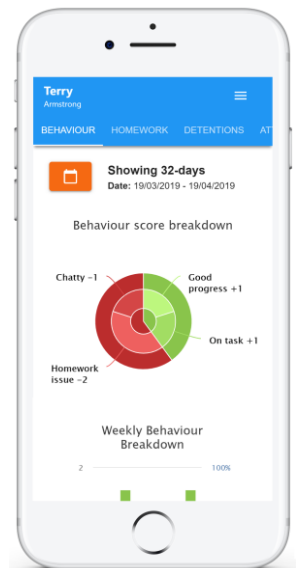 Terry
Armstrong
BEHAVIOUR HOMEWORK DETENTIONS AT
Showing 32-days
Date: 19/03/2019 - 19/04/2019
Behaviour score breakdown
Chatty −1
Good
progress +1
On task +1
Homework
issue −2
Weekly Behaviour
Breakdown
2 100%